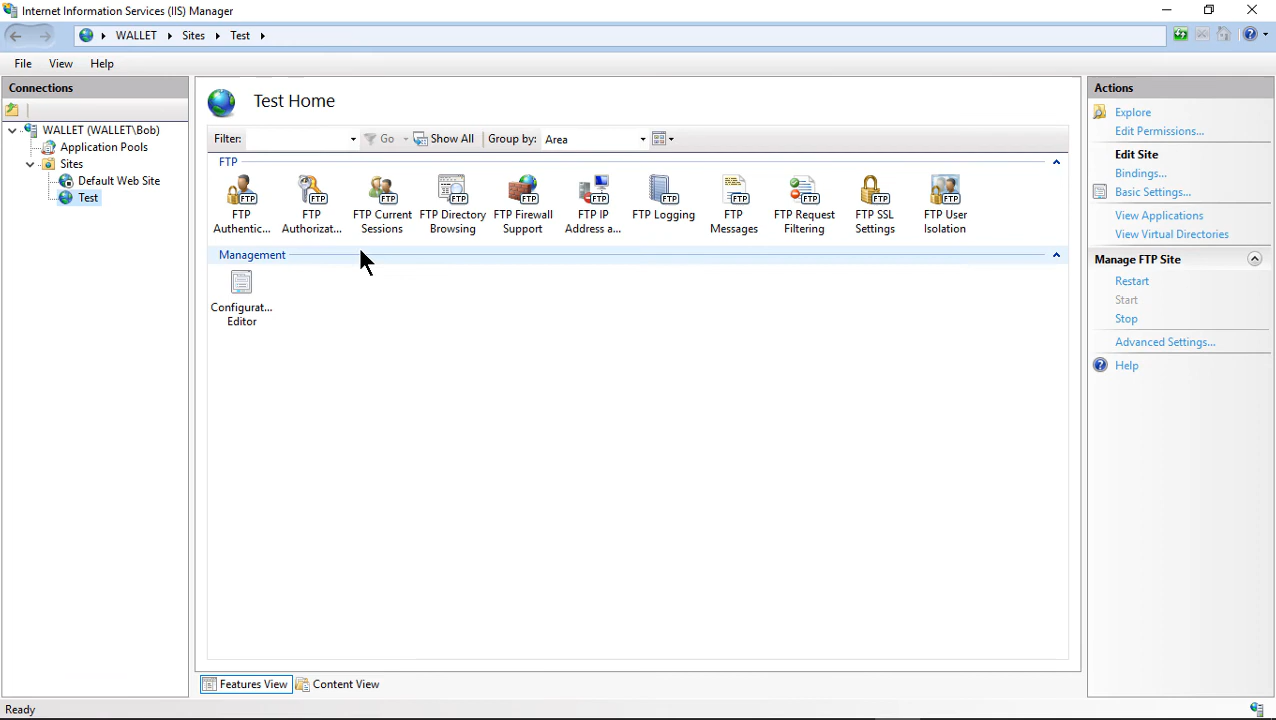 Internet Information Services (IIS) Manager
WALLET Sites Test
File View Help
Connections
WALLET (WALLET\Bob)
Application Pools
Sites
Default Web Site
Test
Test Home
Filter: Go Show All Group by: Area
FTP
FTP Authentic...
FTP Authorizat...
FTP Current Sessions
FTP Directory Browsing
FTP Firewall Support
FTP IP Address a...
FTP Logging
FTP Messages
FTP Request Filtering
FTP SSL Settings
FTP User Isolation
Management
Configurat... Editor
Features View Content View
Actions
Explore
Edit Permissions...
Edit Site
Bindings...
Basic Settings...
View Applications
View Virtual Directories
Manage FTP Site
Restart
Start
Stop
Advanced Settings...
Help
Ready